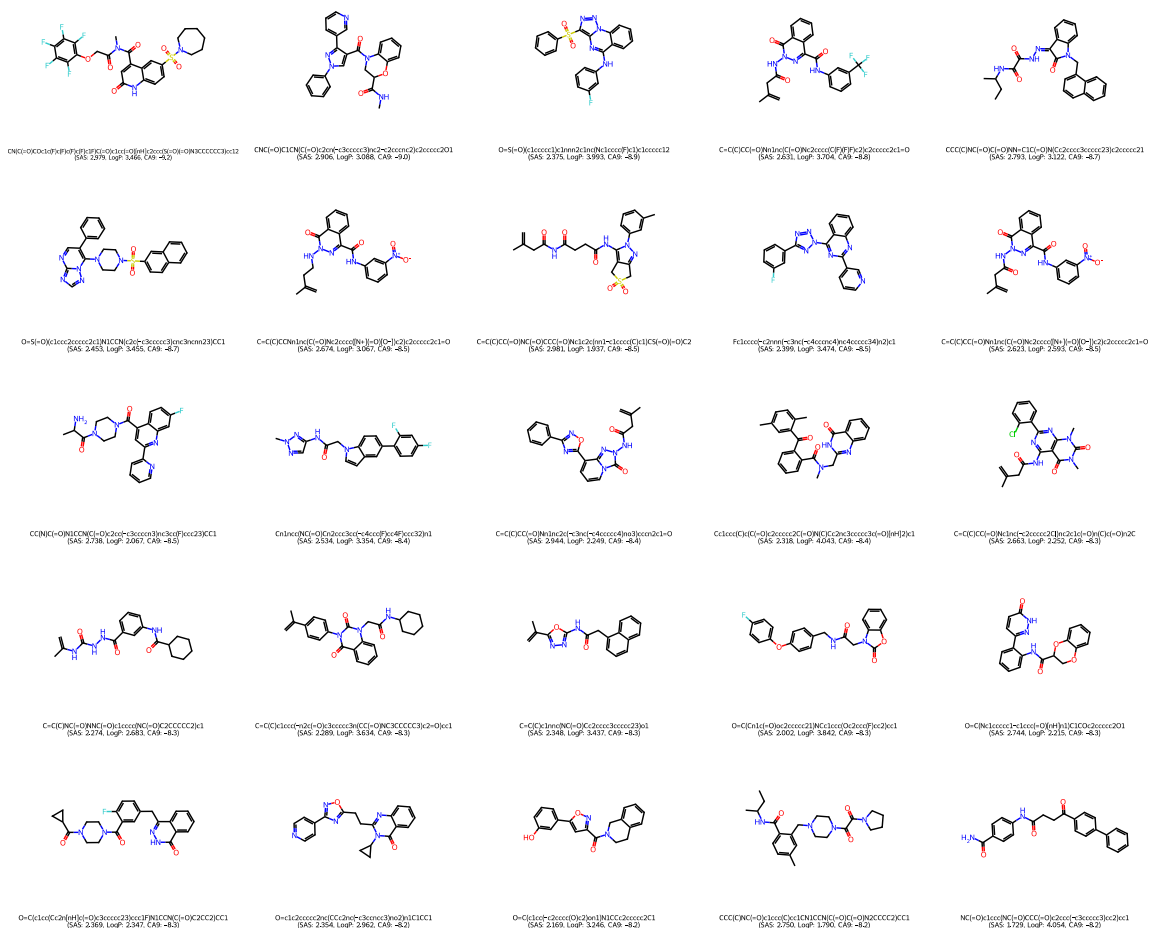 CN(C(=O)COc1c(F)c(F)c(F)c(F)c1F)C(=O)c1cc(=O)[nH]c2ccc(S(=O)(=O)N3CCCCCC3)cc12
(SAS: 2.979, LogP: 3.466, CA9: −9.2)
CNC(=O)C1CN(C(=O)c2cn(-c3ccccc3)nc2-c2cccnc2)c2ccccc2O1
(SAS: 2.906, LogP: 3.088, CA9: −9.0)
O=S(=O)(c1ccccc1)c1nnn2c1nc(Nc1cccc(F)c1)c1ccccc12
(SAS: 2.375, LogP: 3.993, CA9: −8.9)
C=C(C)CC(=O)Nn1nc(C(=O)Nc2cccc(C(F)(F)F)c2)c2ccccc2c1=O
(SAS: 2.631, LogP: 3.704, CA9: −8.8)
CCC(C)NC(=O)C(=O)NN=C1C(=O)N(Cc2cccc3ccccc23)c2ccccc21
(SAS: 2.793, LogP: 3.122, CA9: −8.7)
O=S(=O)(c1ccc2ccccc2c1)N1CCN(c2c(-c3ccccc3)cnc3ncnn23)CC1
(SAS: 2.453, LogP: 3.455, CA9: −8.7)
C=C(C)CCNn1nc(C(=O)Nc2cccc([N+](=O)[O-])c2)c2ccccc2c1=O
(SAS: 2.674, LogP: 3.067, CA9: −8.5)
C=C(C)CC(=O)NC(=O)CCC(=O)Nc1c2c(nn1-c1cccc(C)c1)CS(=O)(=O)C2
(SAS: 2.981, LogP: 1.937, CA9: −8.5)
Fc1cccc(-c2nnn(-c3nc(-c4cccnc4)nc4ccccc34)n2)c1
(SAS: 2.399, LogP: 3.474, CA9: −8.5)
C=C(C)CC(=O)Nn1nc(C(=O)Nc2cccc([N+](=O)[O-])c2)c2ccccc2c1=O
(SAS: 2.623, LogP: 2.593, CA9: −8.5)
CC(N)C(=O)N1CCN(C(=O)c2cc(-c3ccccn3)nc3cc(F)ccc23)CC1
(SAS: 2.738, LogP: 2.067, CA9: −8.5)
Cn1ncc(NC(=O)Cn2ccc3cc(-c4ccc(F)cc4F)ccc32)n1
(SAS: 2.534, LogP: 3.354, CA9: −8.4)
C=C(C)CC(=O)Nn1nc2c(-c3nc(-c4ccccc4)no3)cccn2c1=O
(SAS: 2.944, LogP: 2.249, CA9: −8.4)
Cc1ccc(C)c(C(=O)c2ccccc2C(=O)N(C)Cc2nc3ccccc3c(=O)[nH]2)c1
(SAS: 2.318, LogP: 4.043, CA9: −8.4)
C=C(C)CC(=O)Nc1nc(-c2ccccc2Cl)nc2c1c(=O)n(C)c(=O)n2C
(SAS: 2.663, LogP: 2.252, CA9: −8.3)
C=C(C)NC(=O)NNC(=O)c1cccc(NC(=O)C2CCCCC2)c1
(SAS: 2.274, LogP: 2.683, CA9: −8.3)
C=C(C)c1ccc(-n2c(=O)c3ccccc3n(CC(=O)NC3CCCCC3)c2=O)cc1
(SAS: 2.289, LogP: 3.634, CA9: −8.3)
C=C(C)c1nnc(NC(=O)Cc2cccc3ccccc23)o1
(SAS: 2.348, LogP: 3.437, CA9: −8.3)
O=C(Cn1c(=O)oc2ccccc21)NCc1ccc(Oc2ccc(F)cc2)cc1
(SAS: 2.002, LogP: 3.842, CA9: −8.3)
O=C(Nc1ccccc1-c1ccc(=O)[nH]n1)C1COc2ccccc2O1
(SAS: 2.744, LogP: 2.215, CA9: −8.3)
O=C(c1cc(Cc2n[nH]c(=O)c3ccccc23)ccc1F)N1CCN(C(=O)C2CC2)CC1
(SAS: 2.369, LogP: 2.347, CA9: −8.3)
O=c1c2ccccc2nc(CCc2nc(-c3ccncc3)no2)n1C1CC1
(SAS: 2.354, LogP: 2.962, CA9: −8.2)
O=C(c1cc(-c2cccc(O)c2)on1)N1CCc2ccccc2C1
(SAS: 2.169, LogP: 3.246, CA9: −8.2)
CCC(C)NC(=O)c1ccc(C)cc1CN1CCN(C(=O)C(=O)N2CCCC2)CC1
(SAS: 2.750, LogP: 1.790, CA9: −8.2)
NC(=O)c1ccc(NC(=O)CCC(=O)c2ccc(-c3ccccc3)cc2)cc1
(SAS: 1.729, LogP: 4.054, CA9: −8.2)